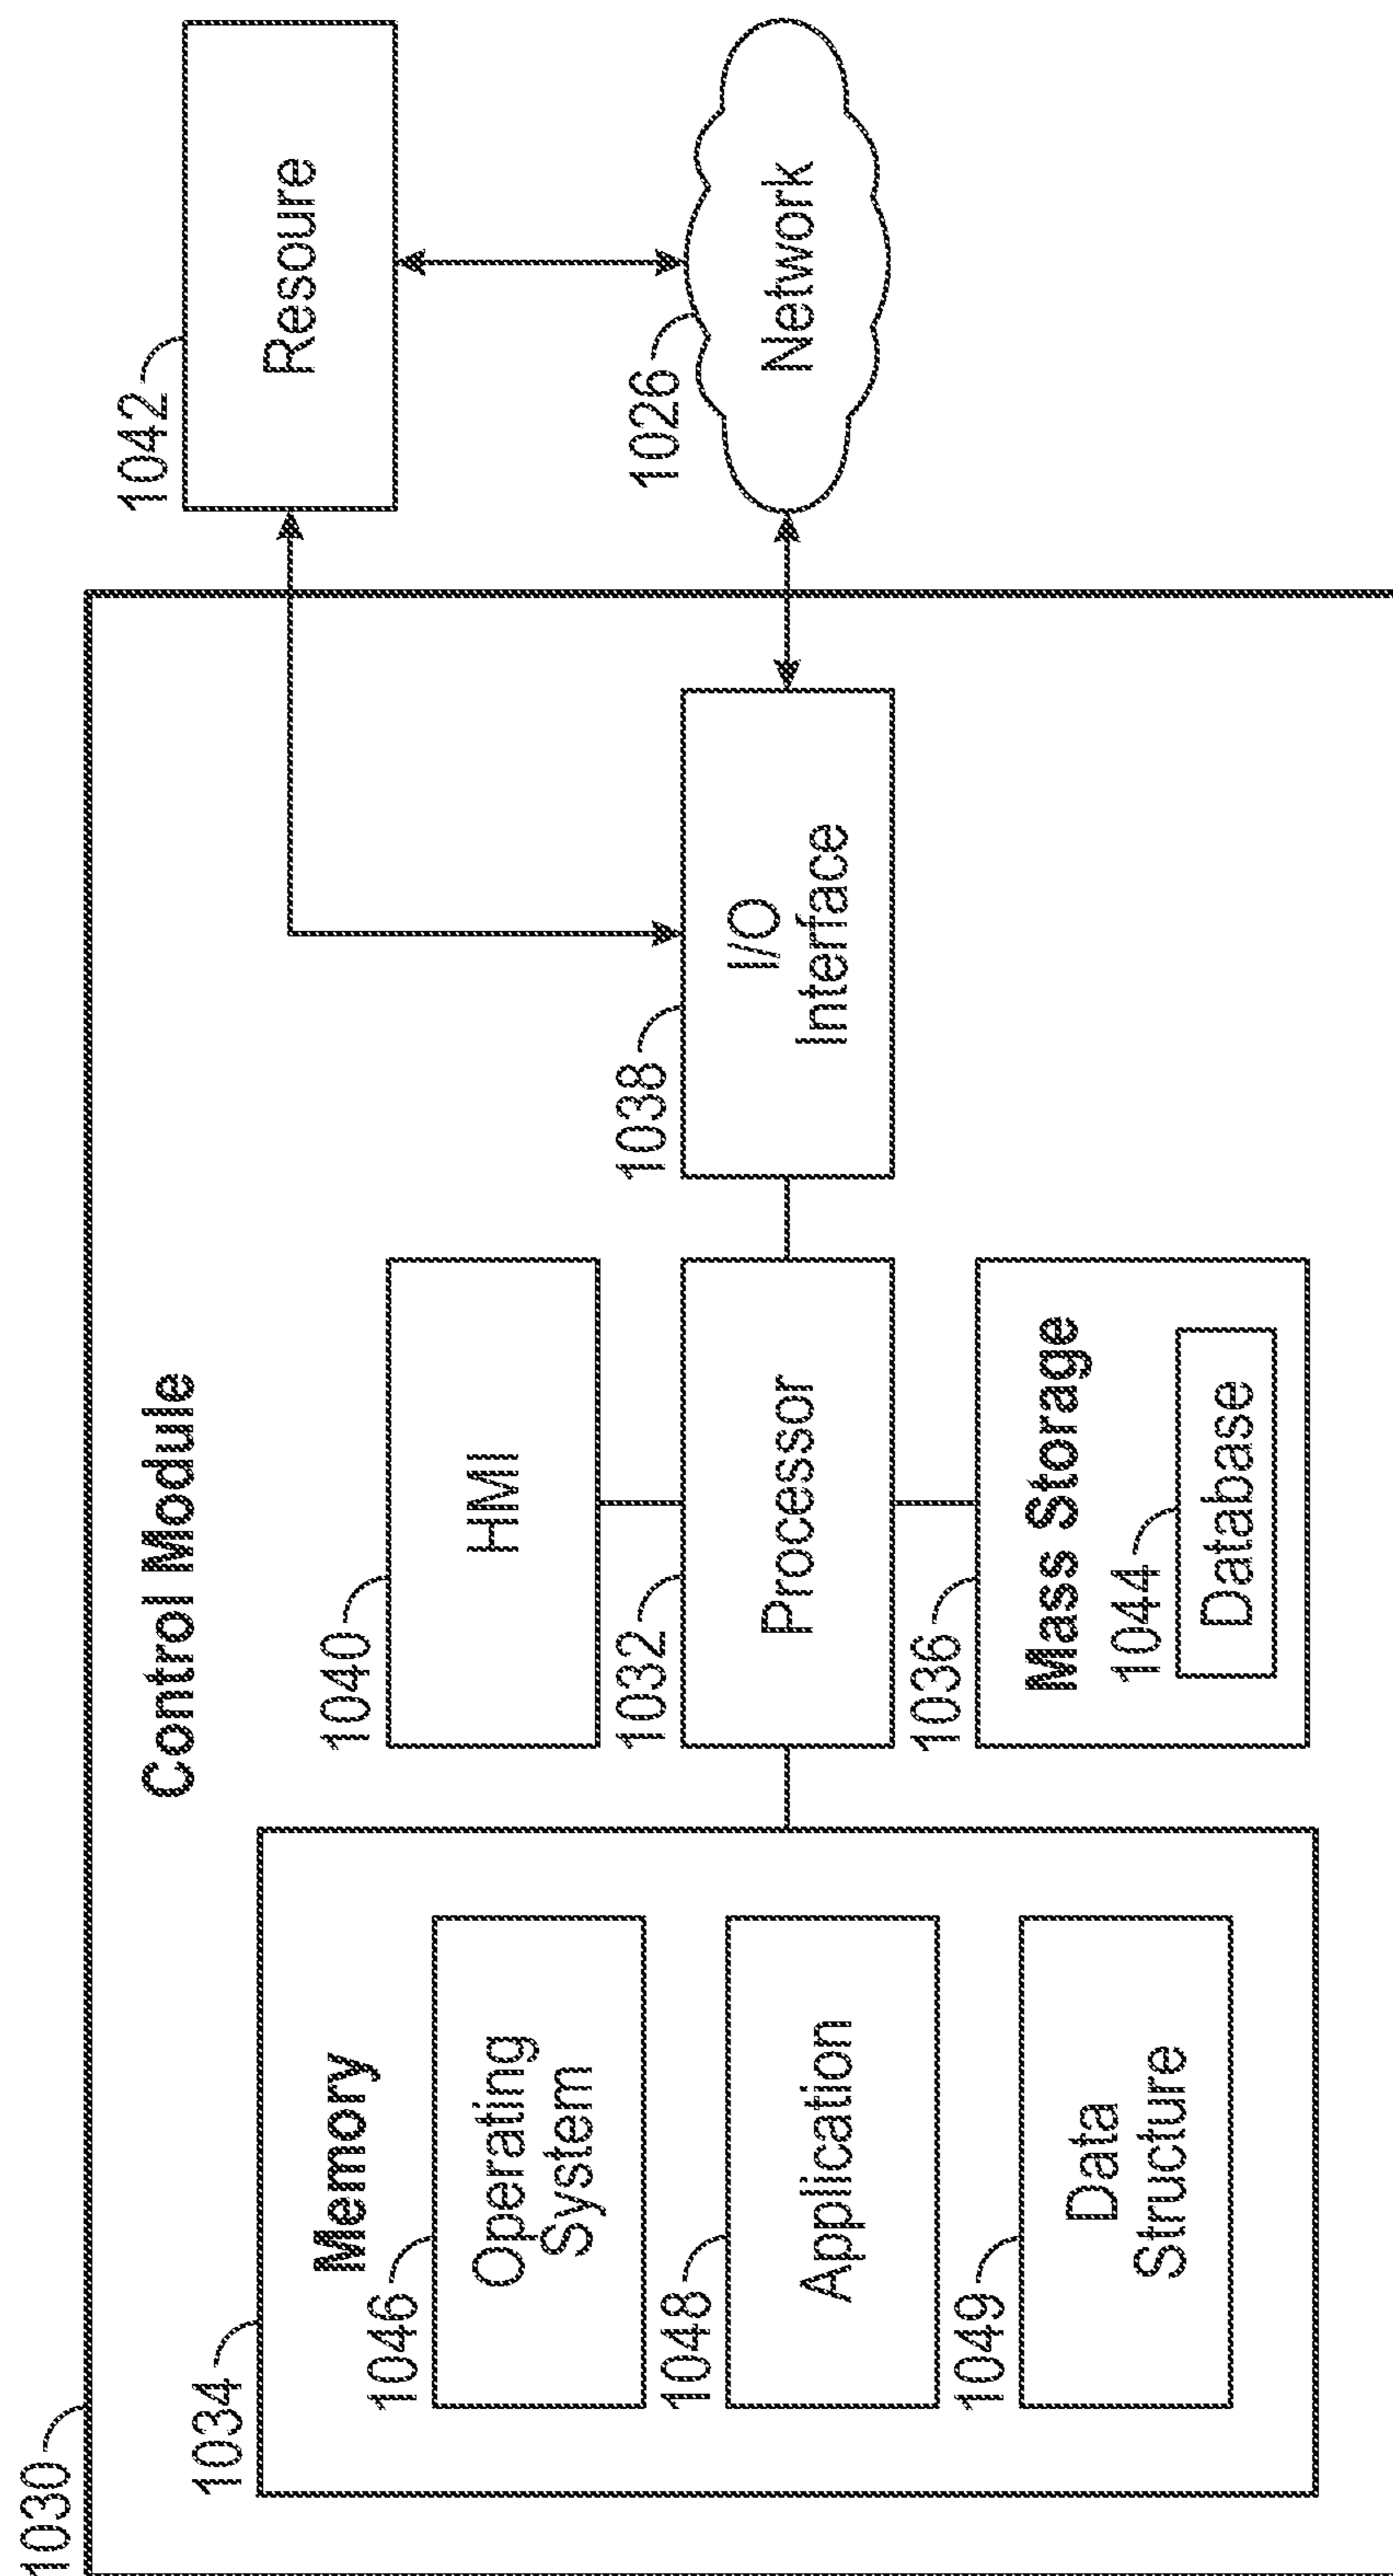 1030
Control Module
1034
Memory
1046
Operating
System
1048
Application
1049
Data
Structure
1040
HMI
1032
Processor
1036
Mass Storage
1044
Database
1038
I/O
Interface
1042
Resoure
1026
Network